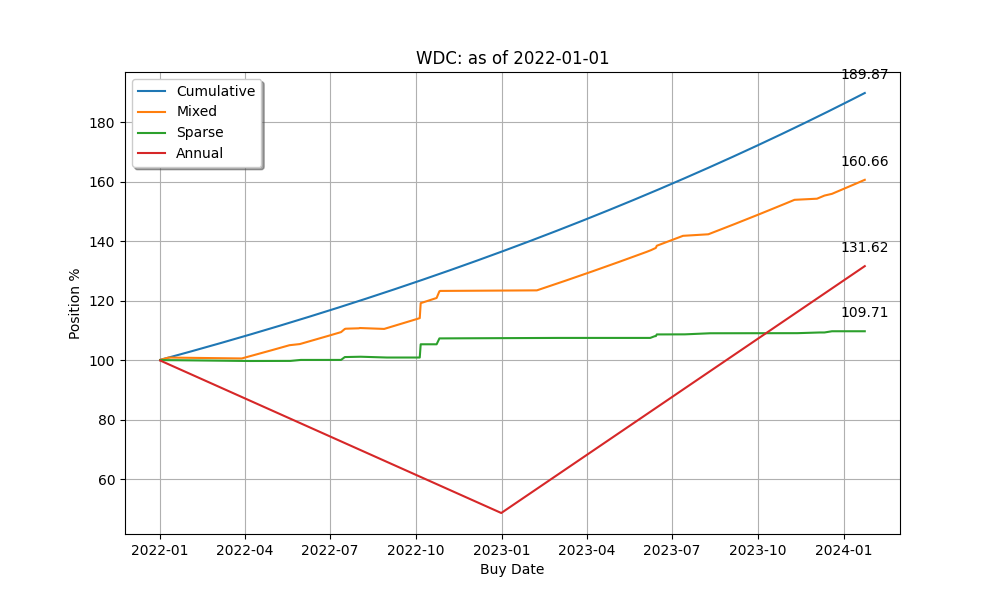 WDC: as of 2022-01-01
189.87
Cumulative
Mixed
Sparse
Annual
180
160.66
160
140
131.62
120
109.71
100
80
60
Position %
2022-01 2022-04 2022-07 2022-10 2023-01 2023-04 2023-07 2023-10 2024-01
Buy Date